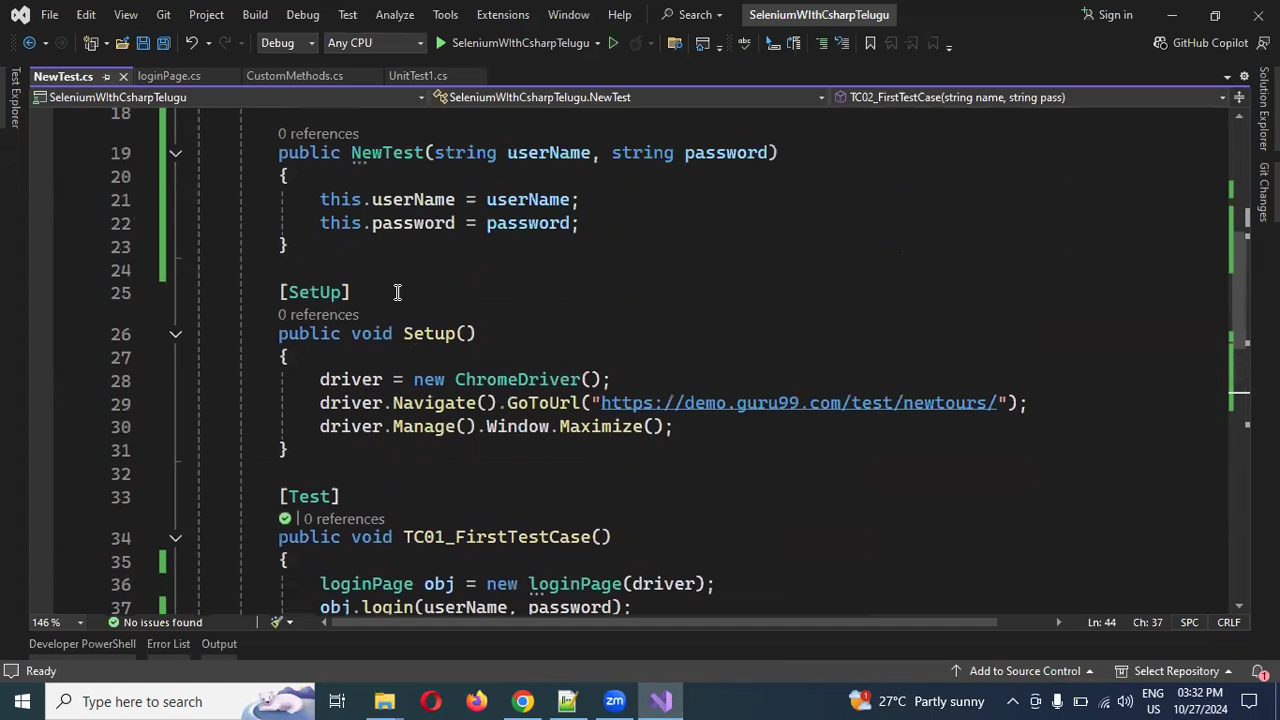 File Edit View Git Project Build Debug Test Analyze Tools Extensions Window Help Search SeleniumWIthCsharpTelugu Sign in
Debug Any CPU SeleniumWIthCsharpTelugu GitHub Copilot
NewTest.cs loginPage.cs CustomMethods.cs UnitTest1.cs
SeleniumWIthCsharpTelugu SeleniumWIthCsharpTelugu.NewTest TC02_FirstTestCase(string name, string pass)
Test Explorer
Solution Explorer
Git Changes
18
0 references
19 public NewTest(string userName, string password)
20 {
21 this.userName = userName;
22 this.password = password;
23 }
24
25 [SetUp]
0 references
26 public void Setup()
27 {
28 driver = new ChromeDriver();
29 driver.Navigate().GoToUrl("https://demo.guru99.com/test/newtours/");
30 driver.Manage().Window.Maximize();
31 }
32
33 [Test]
0 references
34 public void TC01_FirstTestCase()
35 {
36 loginPage obj = new loginPage(driver);
37 obj.login(userName, password);
146 % No issues found Ln: 44 Ch: 37 SPC CRLF
Developer PowerShell Error List Output
Ready Add to Source Control Select Repository 1
Type here to search 27°C Partly sunny ENG US 03:32 PM 10/27/2024